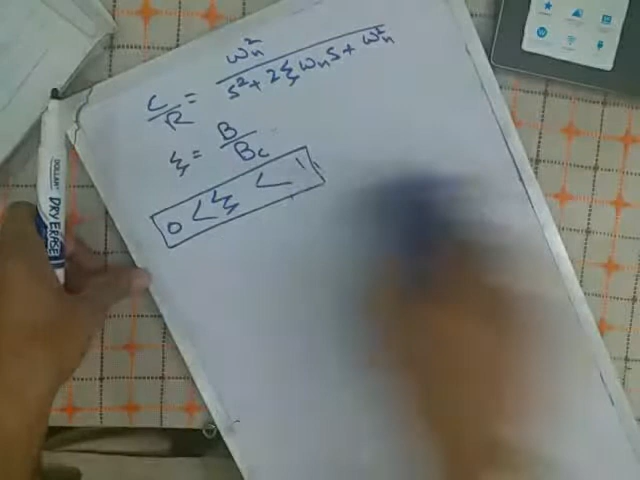 C/R = ωn² / s² + 2ξωns + ωn²
ξ = B/Bc
0 < ξ < 1
DOLLAR DRY ERASE